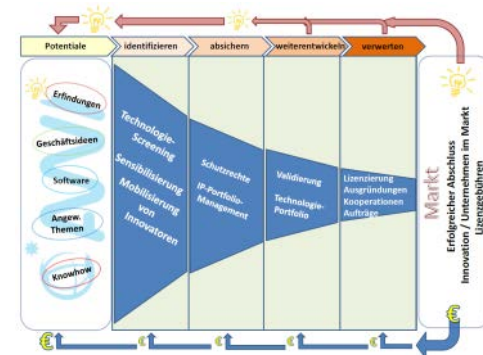 Potentiale
identifizieren
absichern
weiterentwickeln
verwerten
Erfindungen
Geschäftsideen
Software
Angew.
Themen
Knowhow
Technologie-
Screening
Sensibilisierung
Mobilisierung
von
Innovatoren
Schutzrechte
IP-Portfolio-
Management
Validierung
Technologie-
Portfolio
Lizenzierung
Ausgründungen
Kooperationen
Aufträge
Markt
Erfolgreicher Abschluss
Innovation / Unternehmen im Markt
Lizenzgebühren
€
€
€
€
€
€
€